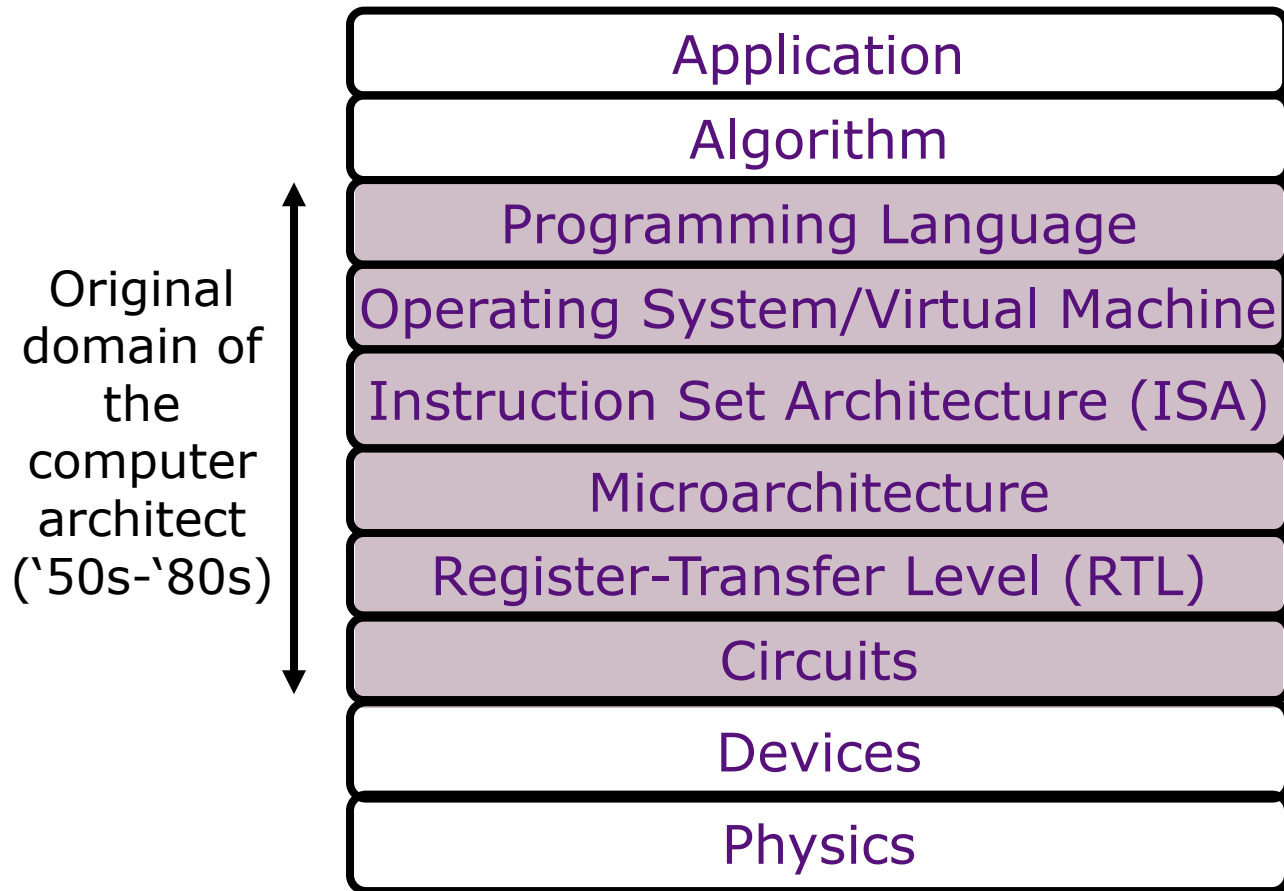 Application
Algorithm
Programming Language
Operating System/Virtual Machine
Instruction Set Architecture (ISA)
Microarchitecture
Register-Transfer Level (RTL)
Circuits
Devices
Physics
Original
domain of
the
computer
architect
(‘50s-‘80s)